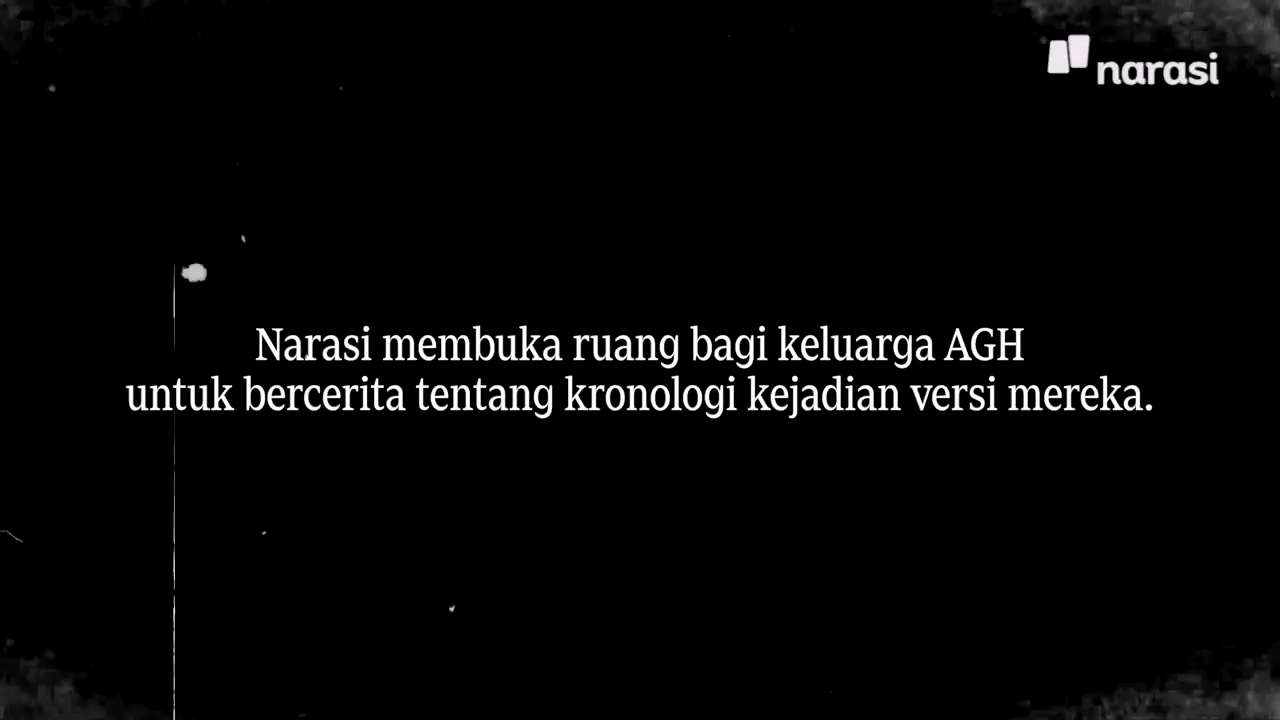 narasi
Narasi membuka ruang bagi keluarga AGH
untuk bercerita tentang kronologi kejadian versi mereka.